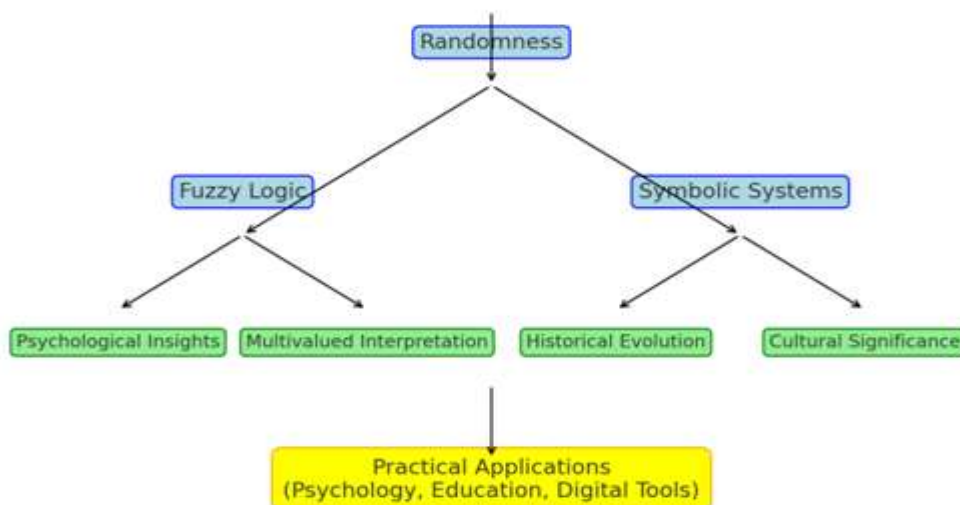 Randomness
Fuzzy Logic
Symbolic Systems
Psychological Insights
Multivalued Interpretation
Historical Evolution
Cultural Significance
Practical Applications
(Psychology, Education, Digital Tools)